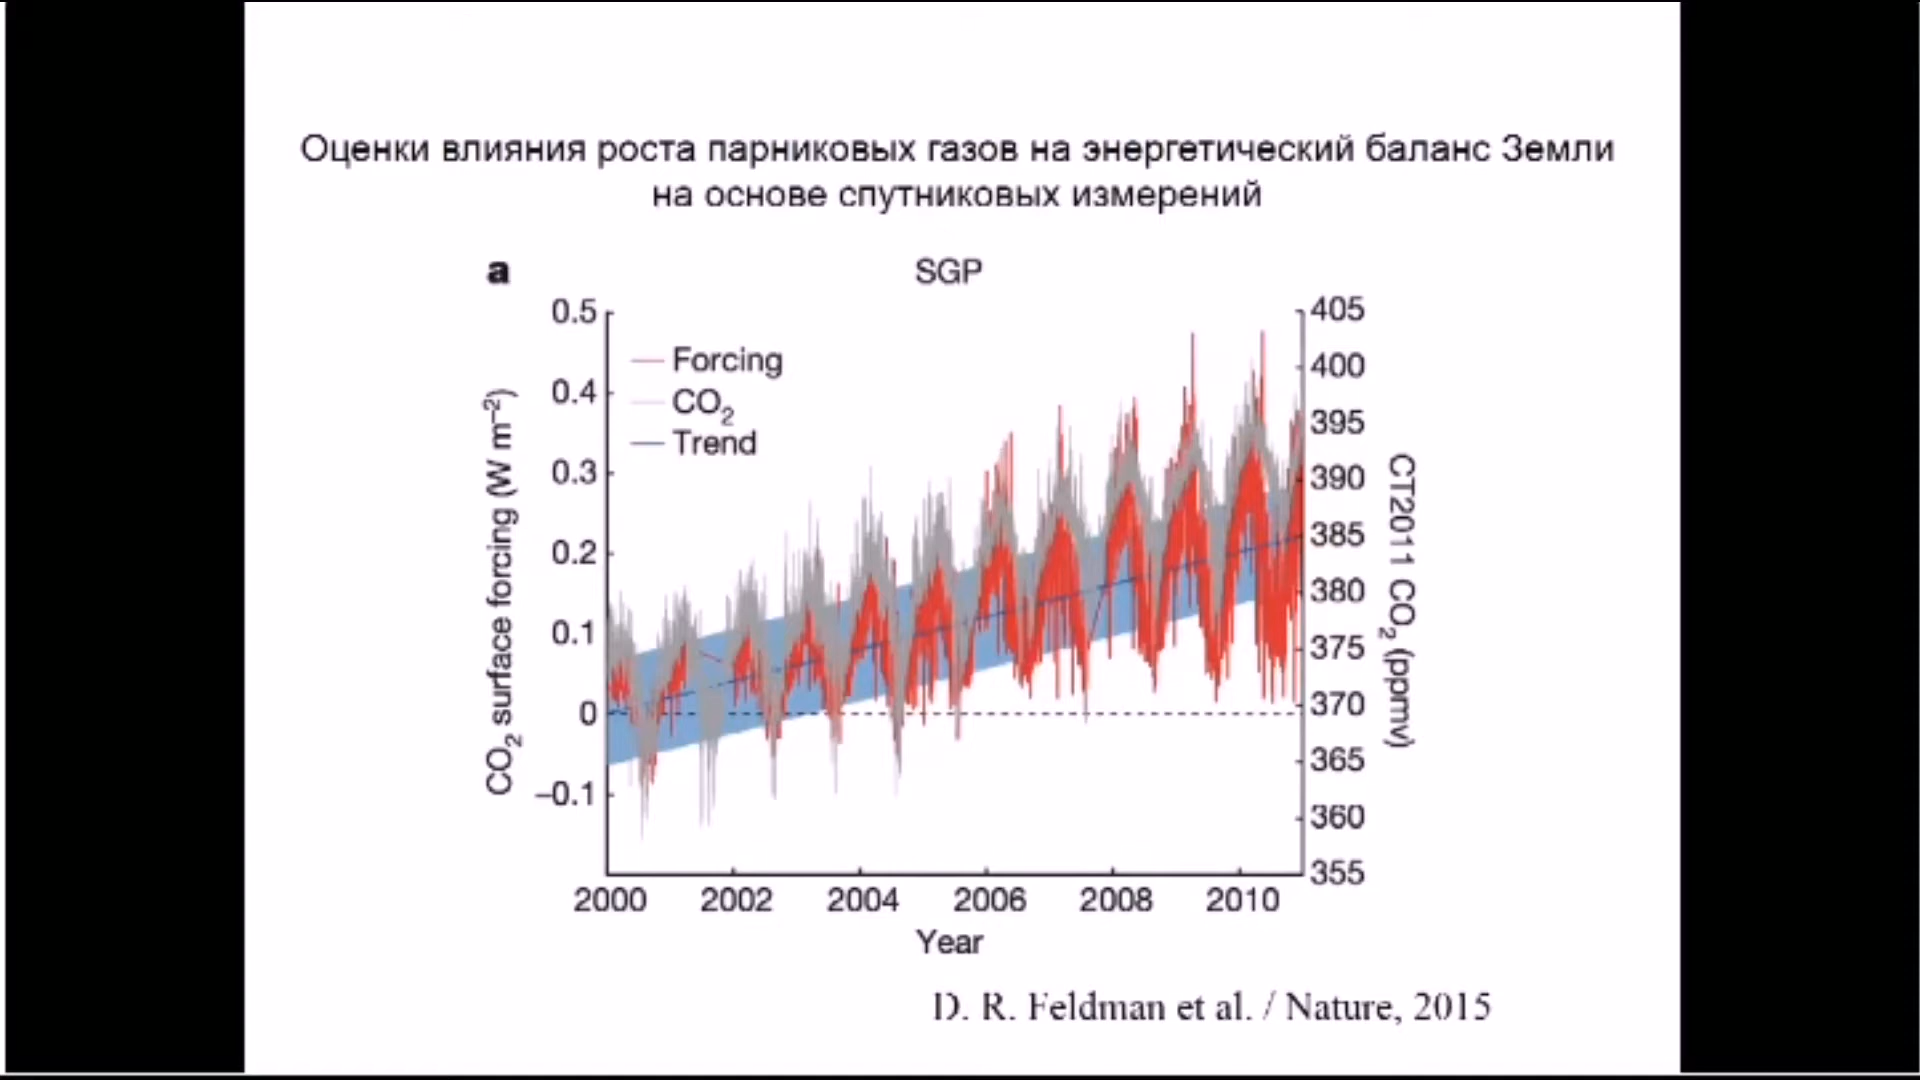 Оценки влияния роста парниковых газов на энергетический баланс Земли
на основе спутниковых измерений
a
SGP
0.5
0.4
0.3
0.2
0.1
0
–0.1
CO₂ surface forcing (W m⁻²)
Forcing
CO₂
Trend
405
400
395
390
385
380
375
370
365
360
355
CT2011 CO₂ (ppmv)
2000 2002 2004 2006 2008 2010
Year
D. R. Feldman et al. / Nature, 2015